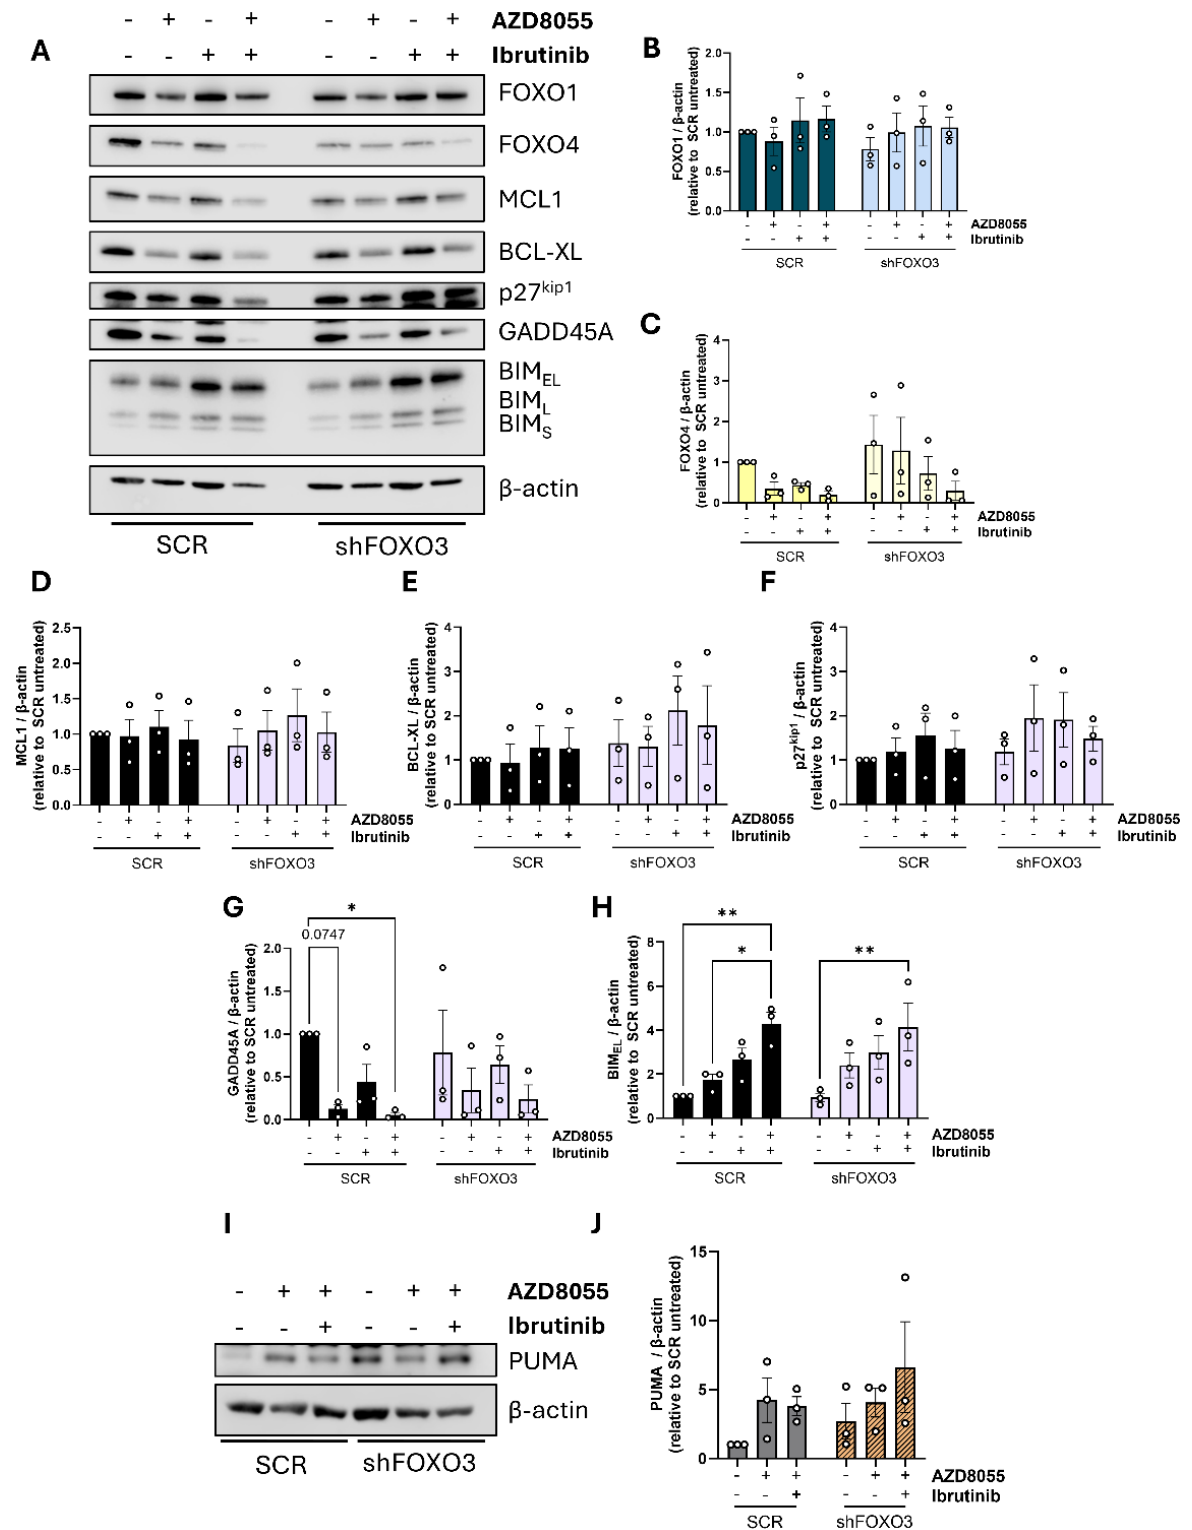 - + - + - + - + AZD8055
A
- - + + - - + + Ibrutinib
FOXO1
FOXO4
MCL1
BCL-XL
p27kip1
GADD45A
BIMEL
BIML
BIMS
β-actin
SCR shFOXO3
B
FOXO1 / β-actin
(relative to SCR untreated)
2.0
1.5
1.0
0.5
0.0
- + - + - + - + AZD8055
- - + + - - + + Ibrutinib
SCR shFOXO3
C
FOXO4 / β-actin
(relative to SCR untreated)
4
3
2
1
0
- + - + - + - + AZD8055
- - + + - - + + Ibrutinib
SCR shFOXO3
D
MCL1 / β-actin
(relative to SCR untreated)
2.5
2.0
1.5
1.0
0.5
0.0
- + - + - + - + AZD8055
- - + + - - + + Ibrutinib
SCR shFOXO3
E
BCL-XL / β-actin
(relative to SCR untreated)
4
3
2
1
0
- + - + - + - + AZD8055
- - + + - - + + Ibrutinib
SCR shFOXO3
F
p27kip1 / β-actin
(relative to SCR untreated)
4
3
2
1
0
- + - + - + - + AZD8055
- - + + - - + + Ibrutinib
SCR shFOXO3
G
*
0.0747
GADD45A / β-actin
(relative to SCR untreated)
2.0
1.5
1.0
0.5
0.0
- + - + - + - + AZD8055
- - + + - - + + Ibrutinib
SCR shFOXO3
H
**
* **
BIMEL / β-actin
(relative to SCR untreated)
8
6
4
2
0
- + - + - + - + AZD8055
- - + + - - + + Ibrutinib
SCR shFOXO3
I
- + + - + + AZD8055
- - + - - + Ibrutinib
PUMA
β-actin
SCR shFOXO3
J
PUMA / β-actin
(relative to SCR untreated)
15
10
5
0
- + + - + + AZD8055
- - + - - + Ibrutinib
SCR shFOXO3